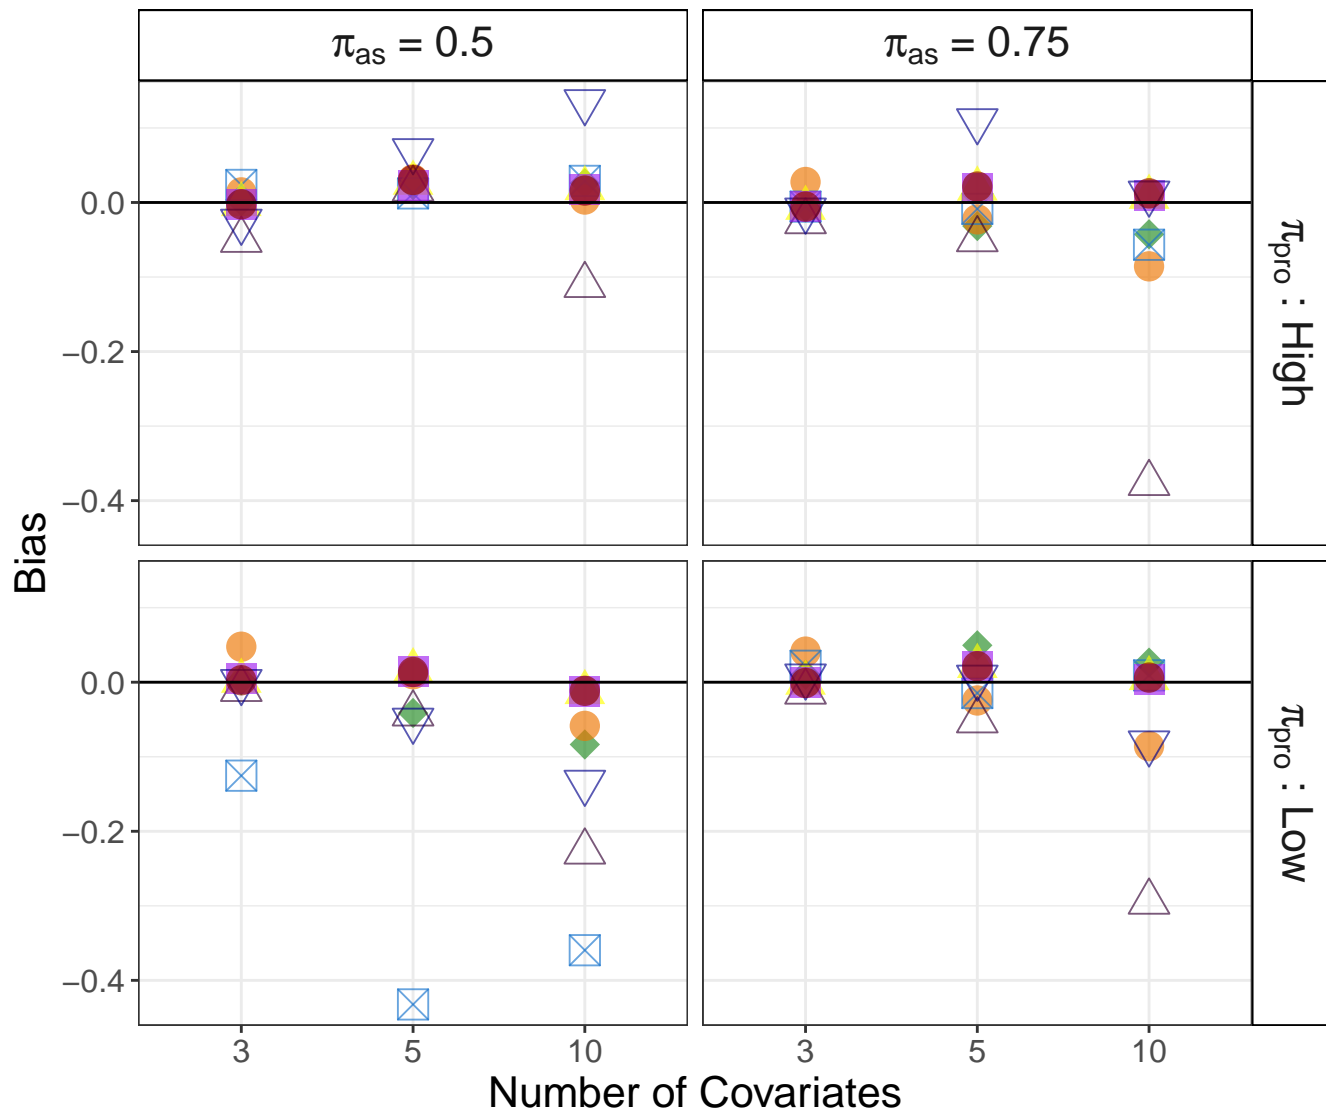 π_as = 0.5
π_as = 0.75
0.0
−0.2
−0.4
π_pro : High
Bias
0.0
−0.2
−0.4
π_pro : Low
3
5
10
3
5
10
Number of Covariates